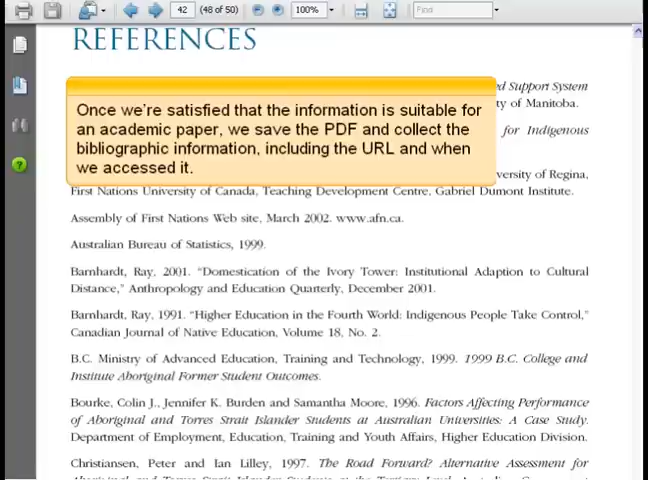 42
(48 of 50)
100%
Find
REFERENCES
Once we're satisfied that the information is suitable for
an academic paper, we save the PDF and collect the
bibliographic information, including the URL and when
we accessed it.
Support System
ty of Manitoba.
for Indigenous
versity of Regina,
First Nations University of Canada, Teaching Development Centre, Gabriel Dumont Institute.
Assembly of First Nations Web site, March 2002. www.afn.ca.
Australian Bureau of Statistics, 1999.
Barnhardt, Ray, 2001. “Domestication of the Ivory Tower: Institutional Adaption to Cultural
Distance,” Anthropology and Education Quarterly, December 2001.
Barnhardt, Ray, 1991. “Higher Education in the Fourth World: Indigenous People Take Control,”
Canadian Journal of Native Education, Volume 18, No. 2.
B.C. Ministry of Advanced Education, Training and Technology, 1999. 1999 B.C. College and
Institute Aboriginal Former Student Outcomes.
Bourke, Colin J., Jennifer K. Burden and Samantha Moore, 1996. Factors Affecting Performance
of Aboriginal and Torres Strait Islander Students at Australian Universities: A Case Study.
Department of Employment, Education, Training and Youth Affairs, Higher Education Division.
Christiansen, Peter and Ian Lilley, 1997. The Road Forward? Alternative Assessment for